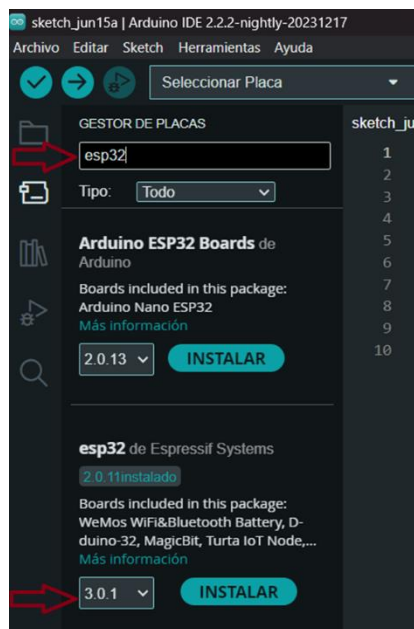 sketch_jun15a | Arduino IDE 2.2.2-nightly-20231217
Archivo Editar Sketch Herramientas Ayuda
Seleccionar Placa
GESTOR DE PLACAS
sketch_ju
esp32
Tipo: Todo
1
2
3
4
5
6
7
8
9
10
Arduino ESP32 Boards de
Arduino
Boards included in this package:
Arduino Nano ESP32
Más información
2.0.13 INSTALAR
esp32 de Espressif Systems
2.0.11instalado
Boards included in this package:
WeMos WiFi&Bluetooth Battery, D-
duino-32, MagicBit, Turta IoT Node,...
Más información
3.0.1 INSTALAR